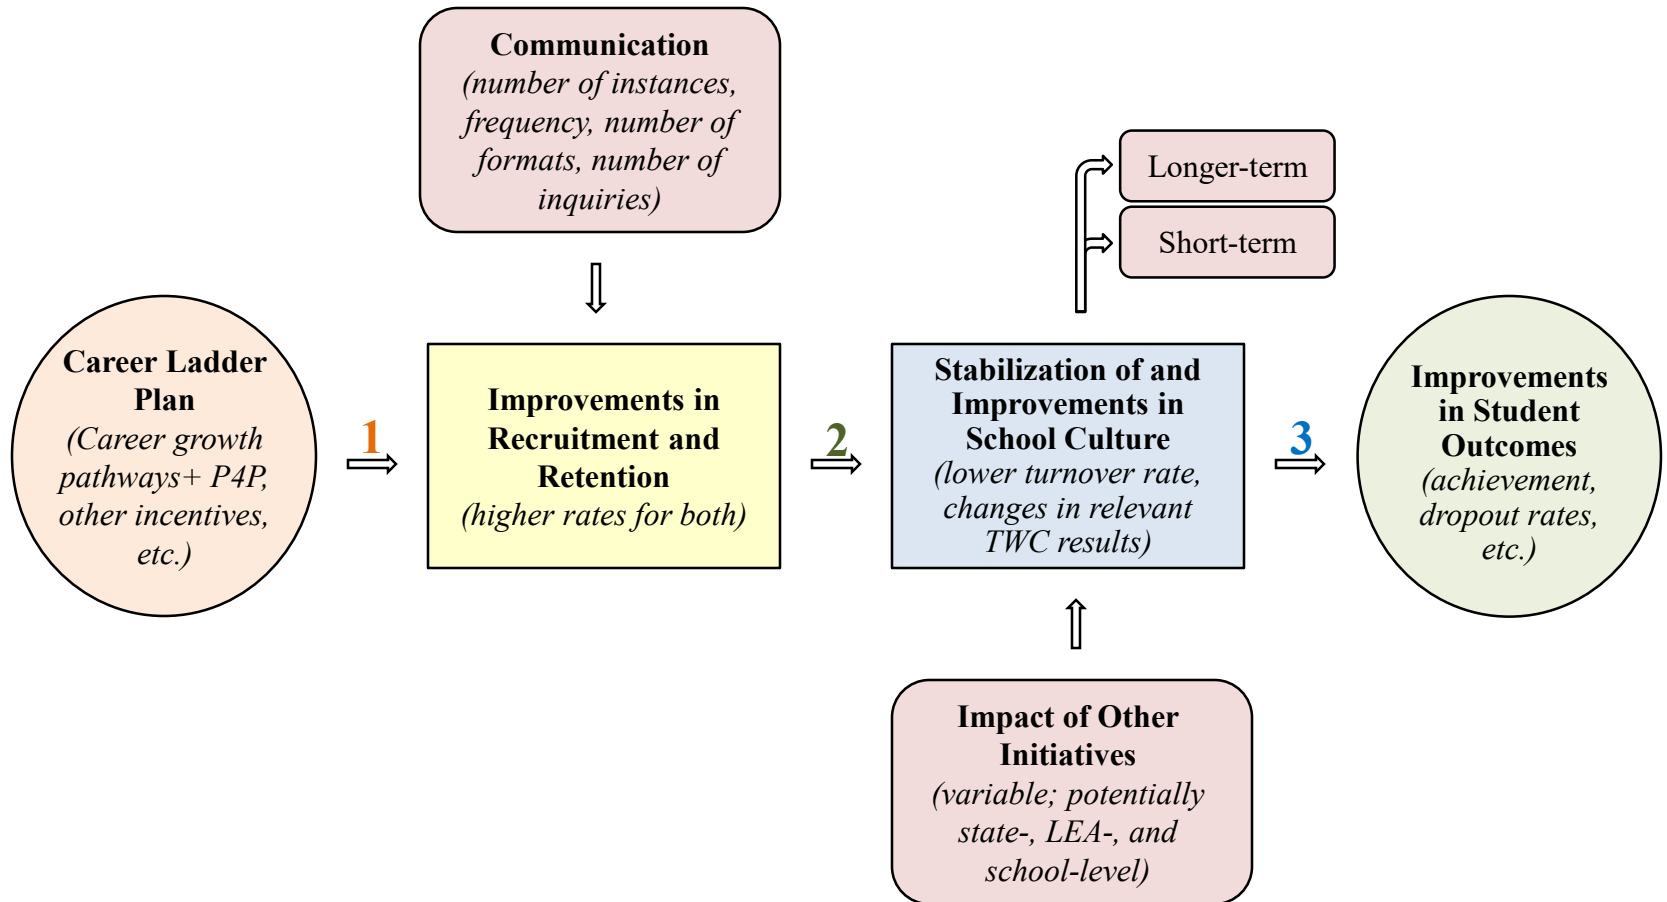 Communication
(number of instances,
frequency, number of
formats, number of
inquiries)
Longer-term
Short-term
Career Ladder
Plan
(Career growth
pathways+ P4P,
other incentives,
etc.)
1
Improvements in
Recruitment and
Retention
(higher rates for both)
2
Stabilization of and
Improvements in
School Culture
(lower turnover rate,
changes in relevant
TWC results)
3
Improvements
in Student
Outcomes
(achievement,
dropout rates,
etc.)
Impact of Other
Initiatives
(variable; potentially
state-, LEA-, and
school-level)